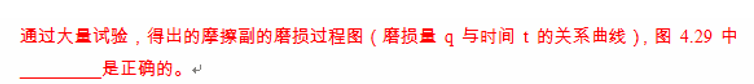 通过大量试验，得出的摩擦副的磨损过程图（磨损量 q 与时间 t 的关系曲线），图 4.29 中
________是正确的。↵